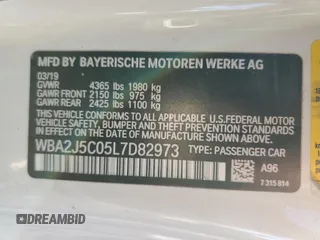 MFD BY BAYERISCHE MOTOREN WERKE AG
03/19
GVWR 4365 lbs 1980 kg
GAWR FRONT 2150 lbs 975 kg
GAWR REAR 2425 lbs 1100 kg
THIS VEHICLE CONFORMS TO ALL APPLICABLE U.S. FEDERAL
MOTOR VEHICLE SAFETY, BUMPER, AND THEFT PREVENTION
STANDARDS IN EFFECT ON THE DATE OF MANUFACTURE
SHOWN ABOVE
WBA2J5C05L7D82973 TYPE: PASSENGER CAR
A96
7 315 814
AUTOBIDCAR